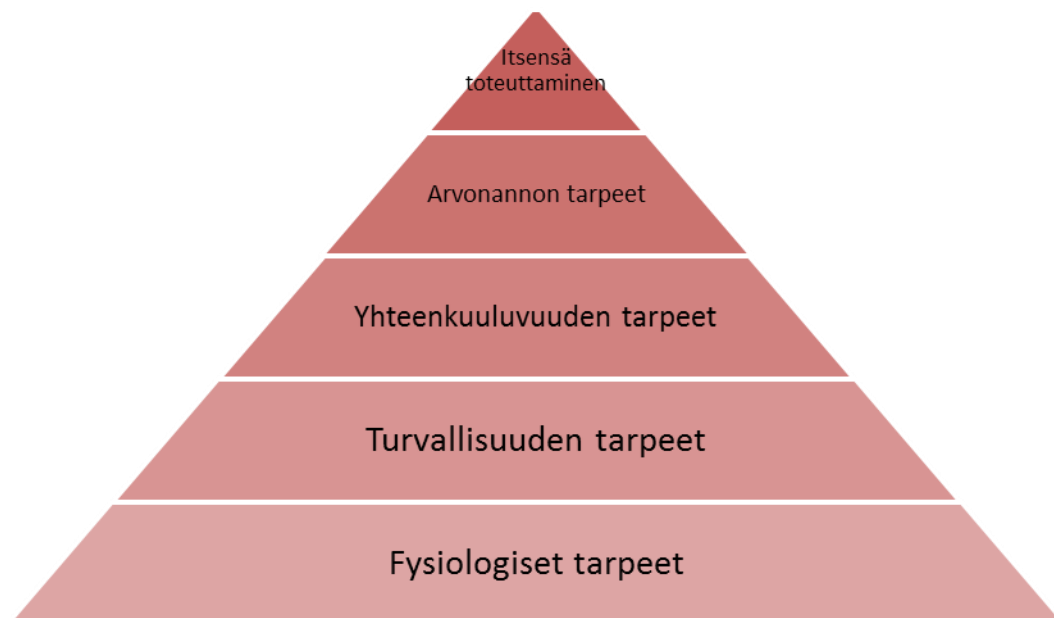 Itsensä
toteuttaminen
Arvonannon tarpeet
Yhteenkuuluvuuden tarpeet
Turvallisuuden tarpeet
Fysiologiset tarpeet